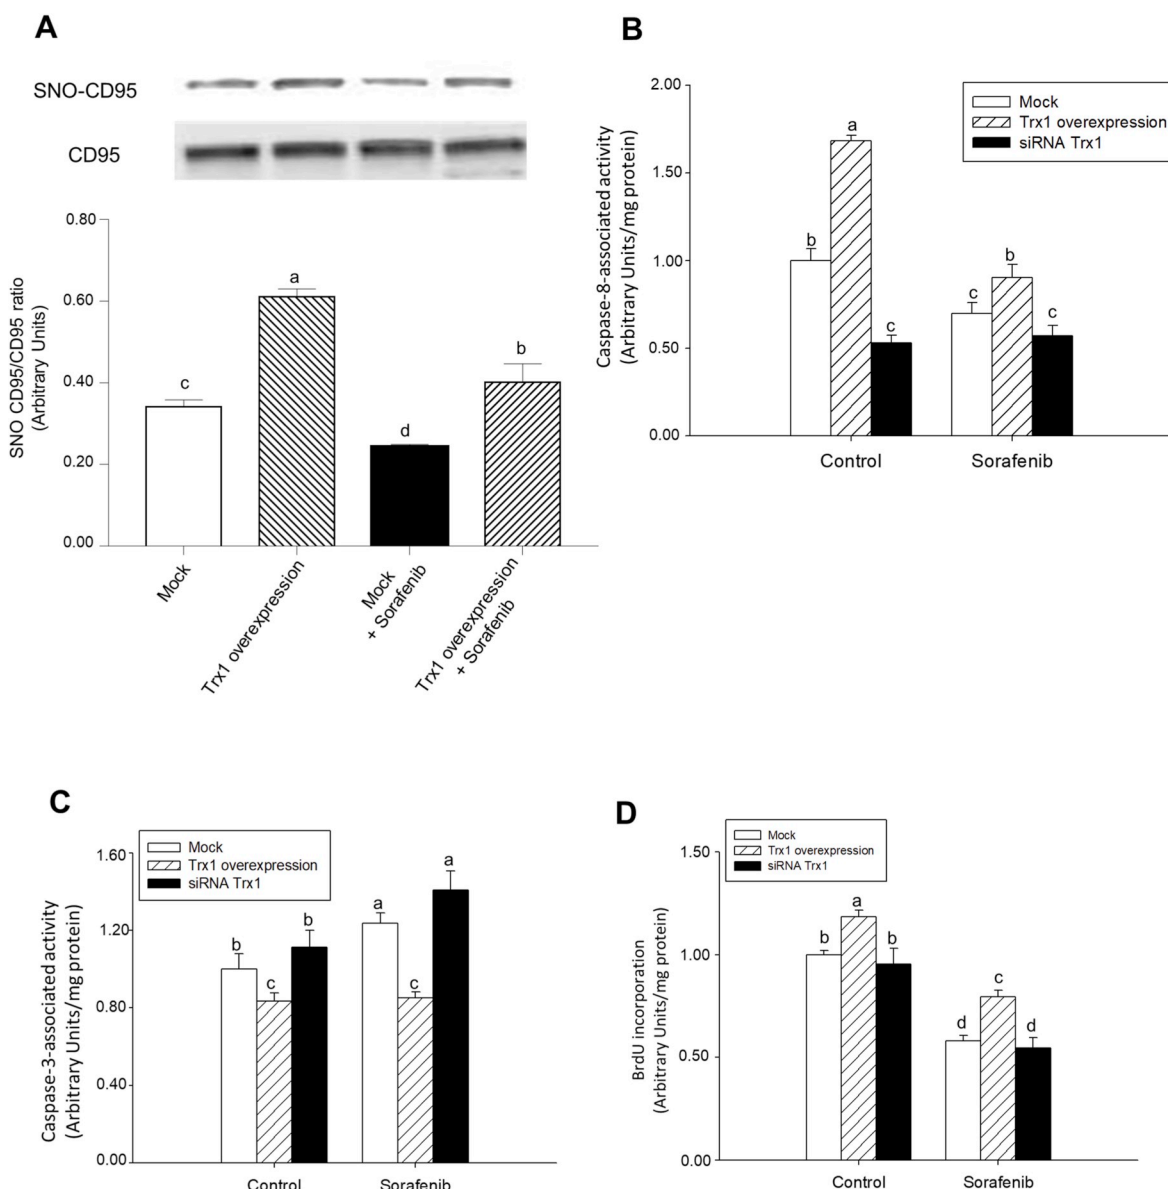 A
SNO-CD95
CD95
SNO CD95/CD95 ratio
(Arbitrary Units)
0.80
0.60
0.40
0.20
0.00
c
a
d
b
Mock
Trx1 overexpression
Mock
+ Sorafenib
Trx1 overexpression
+ Sorafenib
B
Caspase-8-associated activity
(Arbitrary Units/mg protein)
2.00
1.50
1.00
0.50
0.00
Mock
Trx1 overexpression
siRNA Trx1
b
a
c
c
b
c
Control
Sorafenib
C
Caspase-3-associated activity
(Arbitrary Units/mg protein)
1.60
1.20
0.80
0.40
0.00
Mock
Trx1 overexpression
siRNA Trx1
b
c
b
a
c
a
Control
Sorafenib
D
BrdU incorporation
(Arbitrary Units/mg protein)
1.50
1.00
0.50
0.00
Mock
Trx1 overexpression
siRNA Trx1
b
a
b
d
c
d
Control
Sorafenib